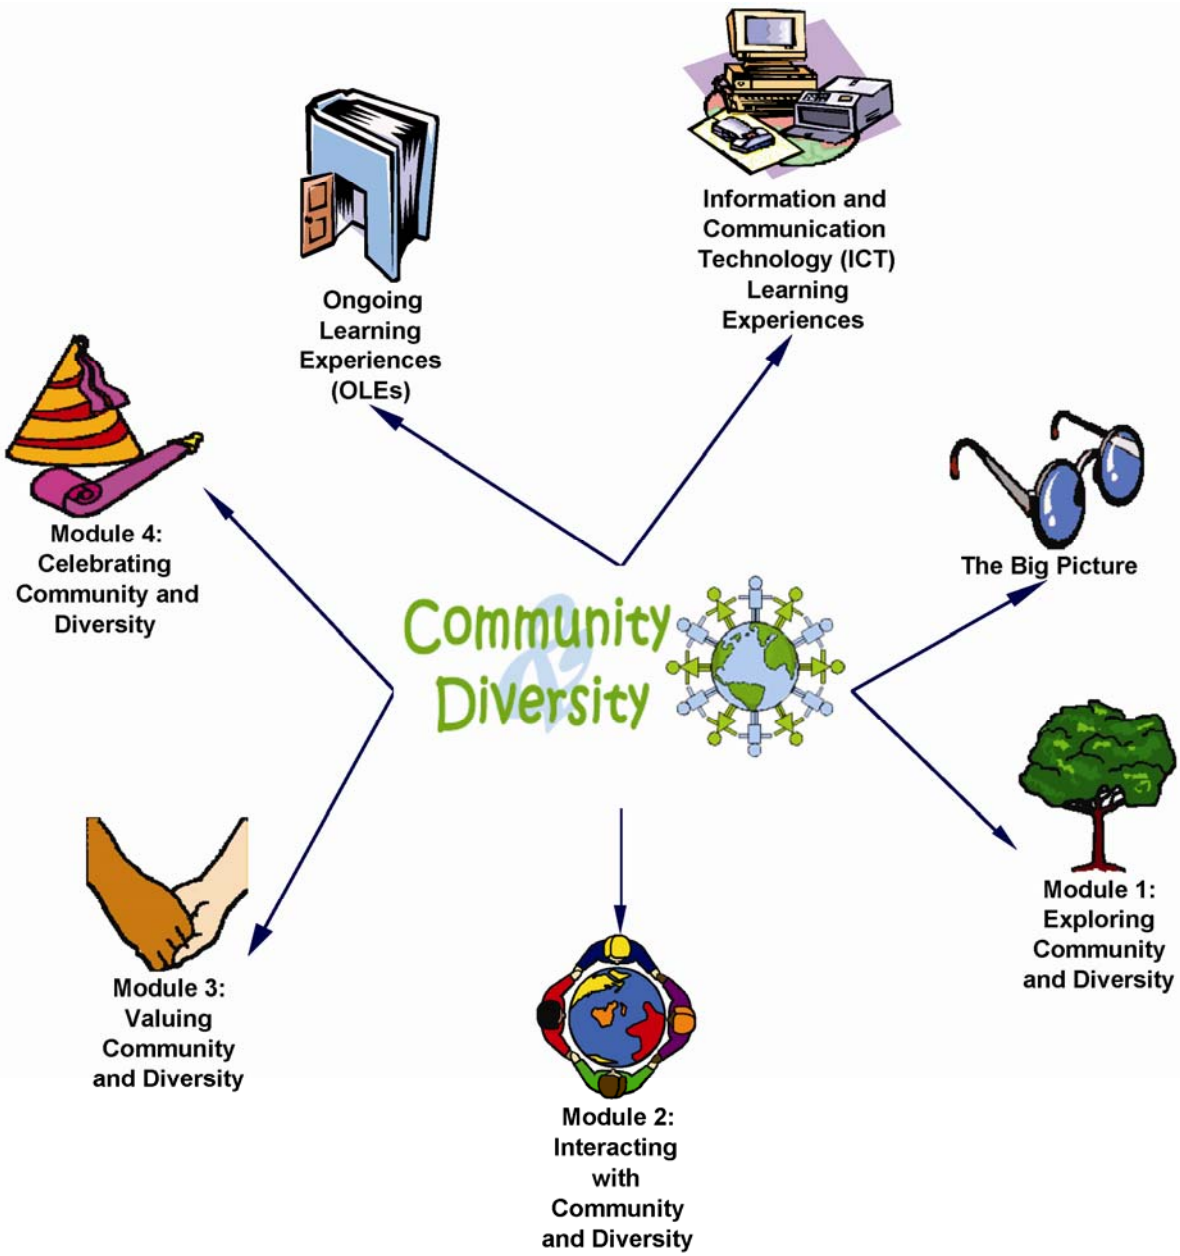 Information and
Communication
Technology (ICT)
Learning
Experiences
Ongoing
Learning
Experiences
(OLEs)
The Big Picture
Module 4:
Celebrating
Community and
Diversity
Community
&
Diversity
Module 1:
Exploring
Community
and Diversity
Module 3:
Valuing
Community
and Diversity
Module 2:
Interacting
with
Community
and Diversity